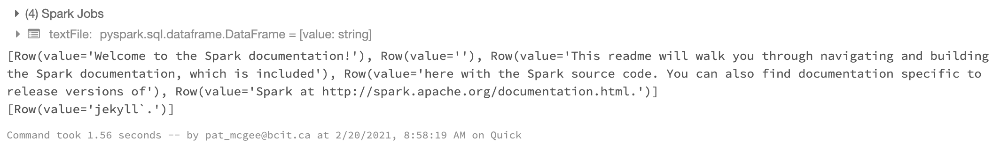 (4) Spark Jobs
textFile: pyspark.sql.dataframe.DataFrame = [value: string]
[Row(value='Welcome to the Spark documentation!'), Row(value=''), Row(value='This readme will walk you through navigating and building
the Spark documentation, which is included'), Row(value='here with the Spark source code. You can also find documentation specific to
release versions of'), Row(value='Spark at http://spark.apache.org/documentation.html.')]
[Row(value='jekyll`.')]
Command took 1.56 seconds -- by pat_mcgee@bcit.ca at 2/20/2021, 8:58:19 AM on Quick